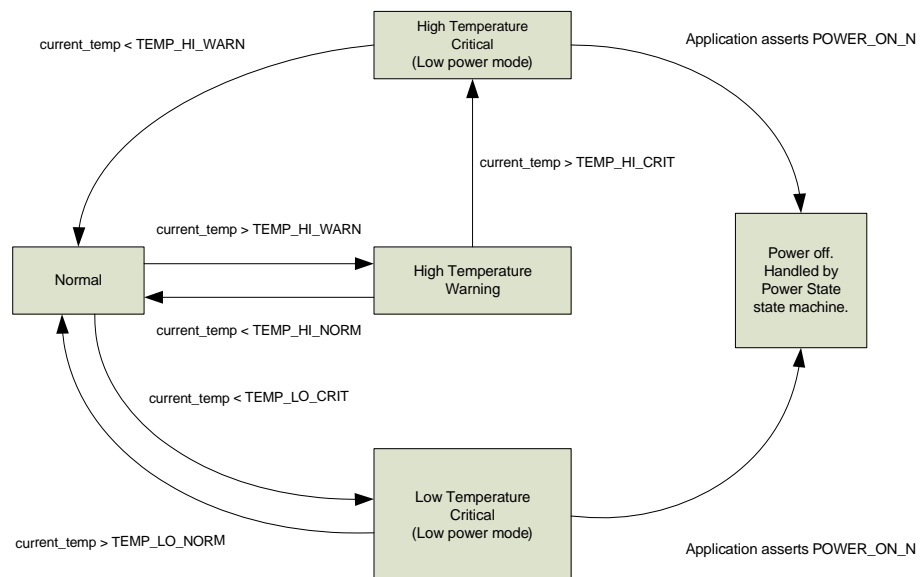 High Temperature
Critical
(Low power mode)
current_temp < TEMP_HI_WARN
Application asserts POWER_ON_N
current_temp > TEMP_HI_CRIT
current_temp > TEMP_HI_WARN
Normal
High Temperature
Warning
Power off.
Handled by
Power State
state machine.
current_temp < TEMP_HI_NORM
current_temp < TEMP_LO_CRIT
Low Temperature
Critical
(Low power mode)
current_temp > TEMP_LO_NORM
Application asserts POWER_ON_N